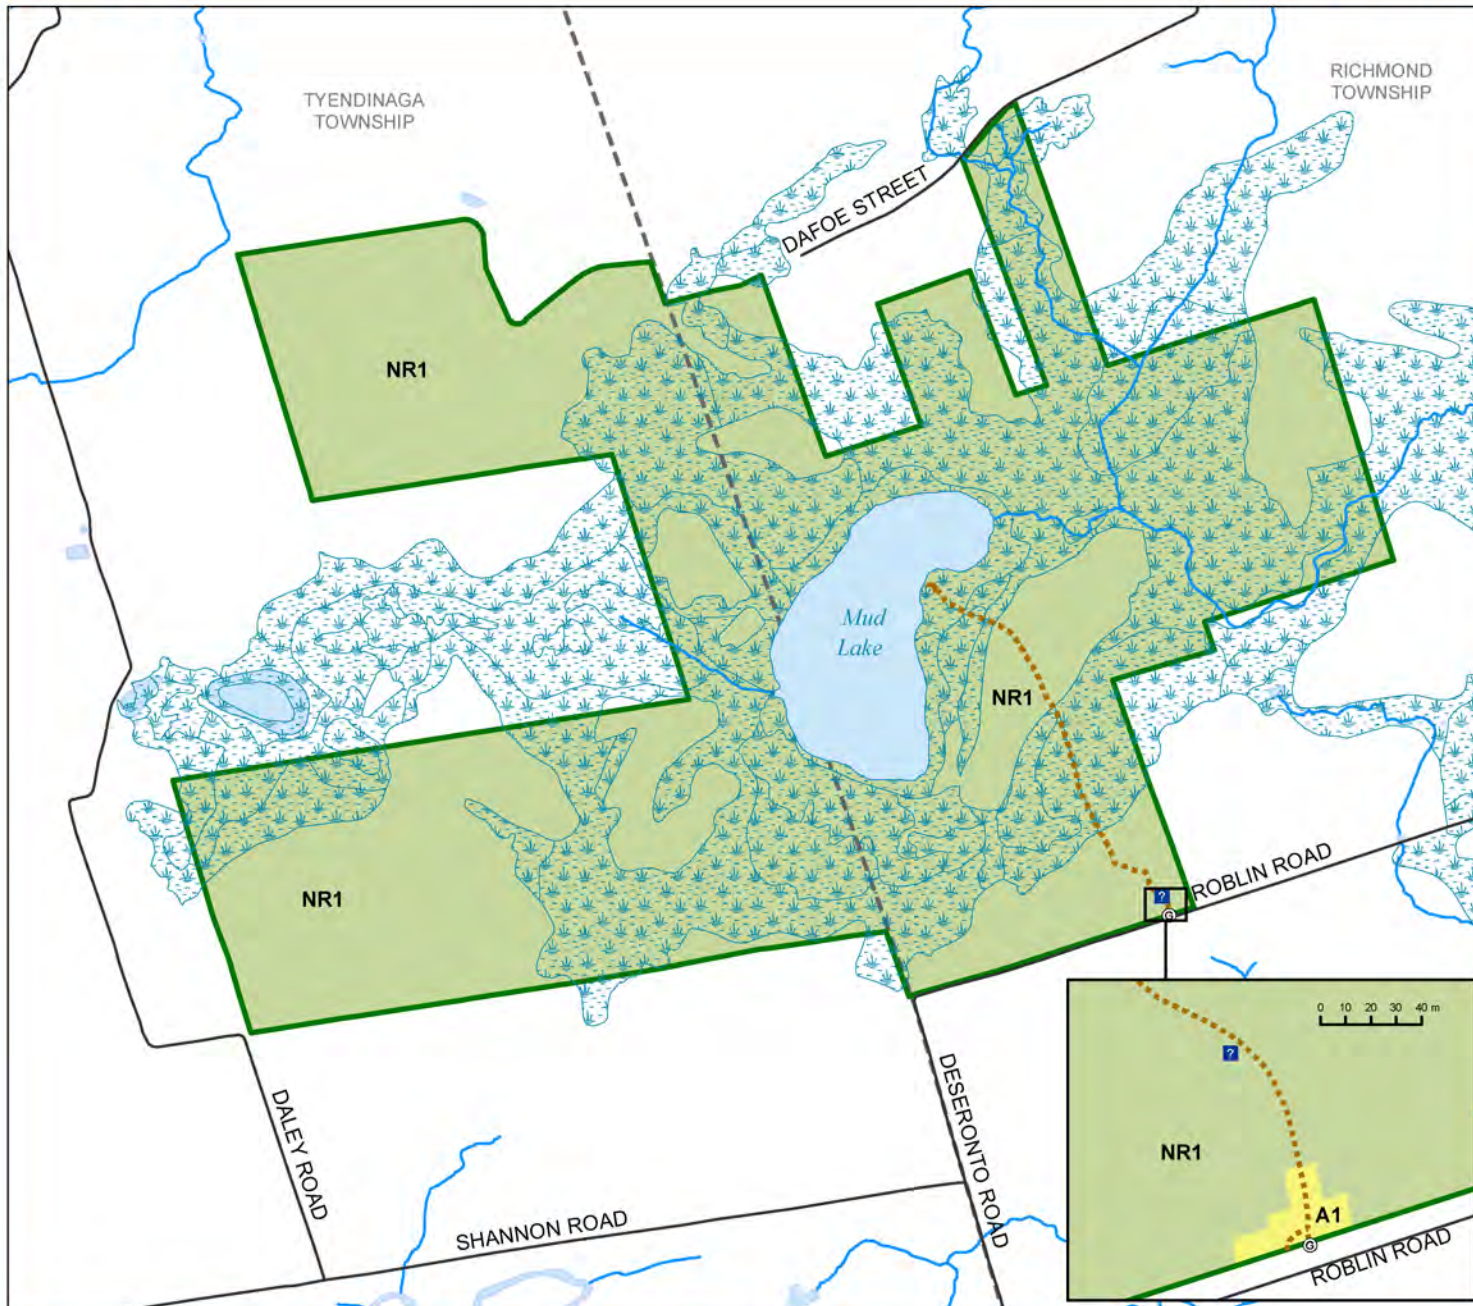 TYENDINAGA
TOWNSHIP
RICHMOND
TOWNSHIP
DAFOE STREET
NR1
Mud
Lake
NR1
NR1
ROBLIN ROAD
?
G
DALEY ROAD
SHANNON ROAD
DESERONTO ROAD
0 10 20 30 40 m
?
NR1
A1
G
ROBLIN ROAD